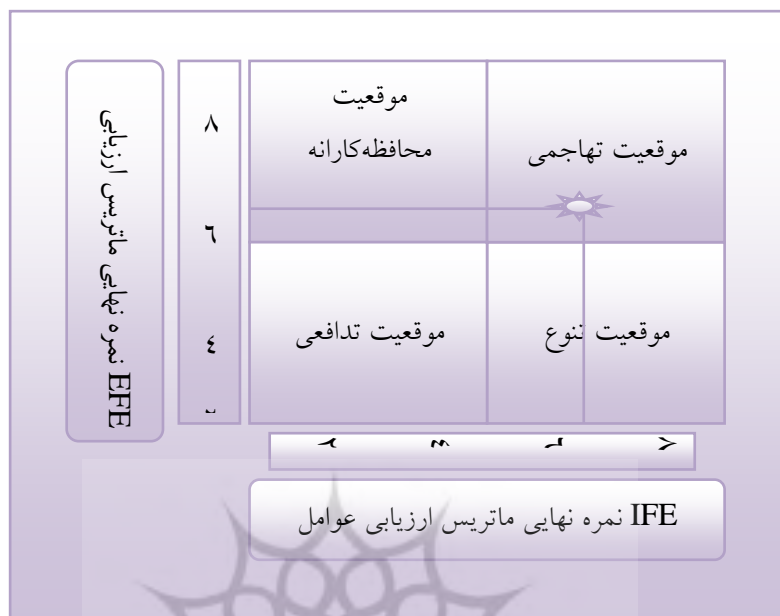 موقعیت
محافظه‌کارانه
موقعیت تهاجمی
موقعیت تدافعی
موقعیت تنوع
EFE نمره نهایی ماتریس ارزیابی
۸
۶
٤
IFE نمره نهایی ماتریس ارزیابی عوامل